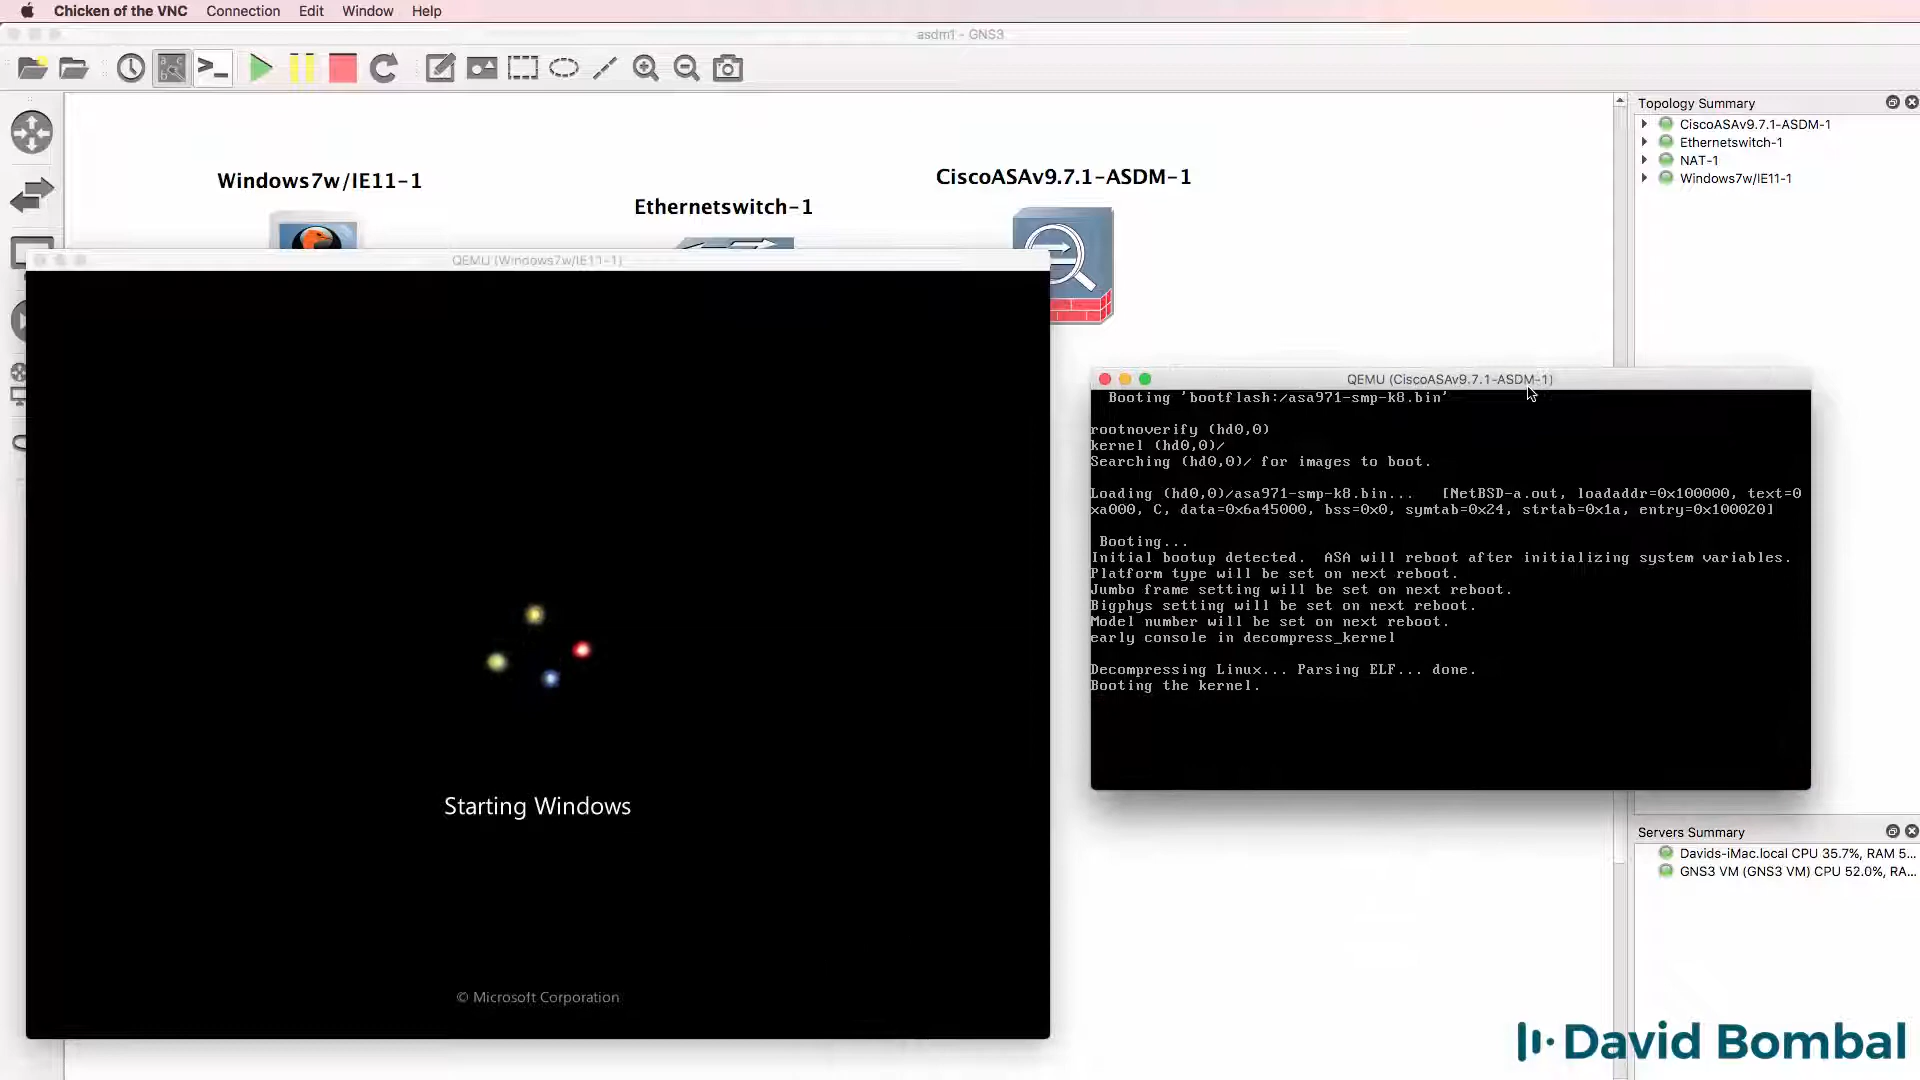 Chicken of the VNC Connection Edit Window Help
asdm1 - GNS3
Topology Summary
CiscoASAv9.7.1-ASDM-1
Ethernetswitch-1
NAT-1
Windows7w/IE11-1
Windows7w/IE11-1
Ethernetswitch-1
CiscoASAv9.7.1-ASDM-1
QEMU (Windows7w/IE11-1)
Starting Windows
© Microsoft Corporation
QEMU (CiscoASAv9.7.1-ASDM-1)
Booting 'bootflash:/asa971-smp-k8.bin'
rootnoverify (hd0,0)
kernel (hd0,0)/
Searching (hd0,0)/ for images to boot.
Loading (hd0,0)/asa971-smp-k8.bin... [NetBSD-a.out, loadaddr=0x100000, text=0
xa000, C, data=0x6a45000, bss=0x0, symtab=0x24, strtab=0x1a, entry=0x100020]
Booting...
Initial bootup detected. ASA will reboot after initializing system variables.
Platform type will be set on next reboot.
Jumbo frame setting will be set on next reboot.
Bigphys setting will be set on next reboot.
Model number will be set on next reboot.
early console in decompress_kernel
Decompressing Linux... Parsing ELF... done.
Booting the kernel.
Servers Summary
Davids-iMac.local CPU 35.7%, RAM 5...
GNS3 VM (GNS3 VM) CPU 52.0%, RA...
David Bombal